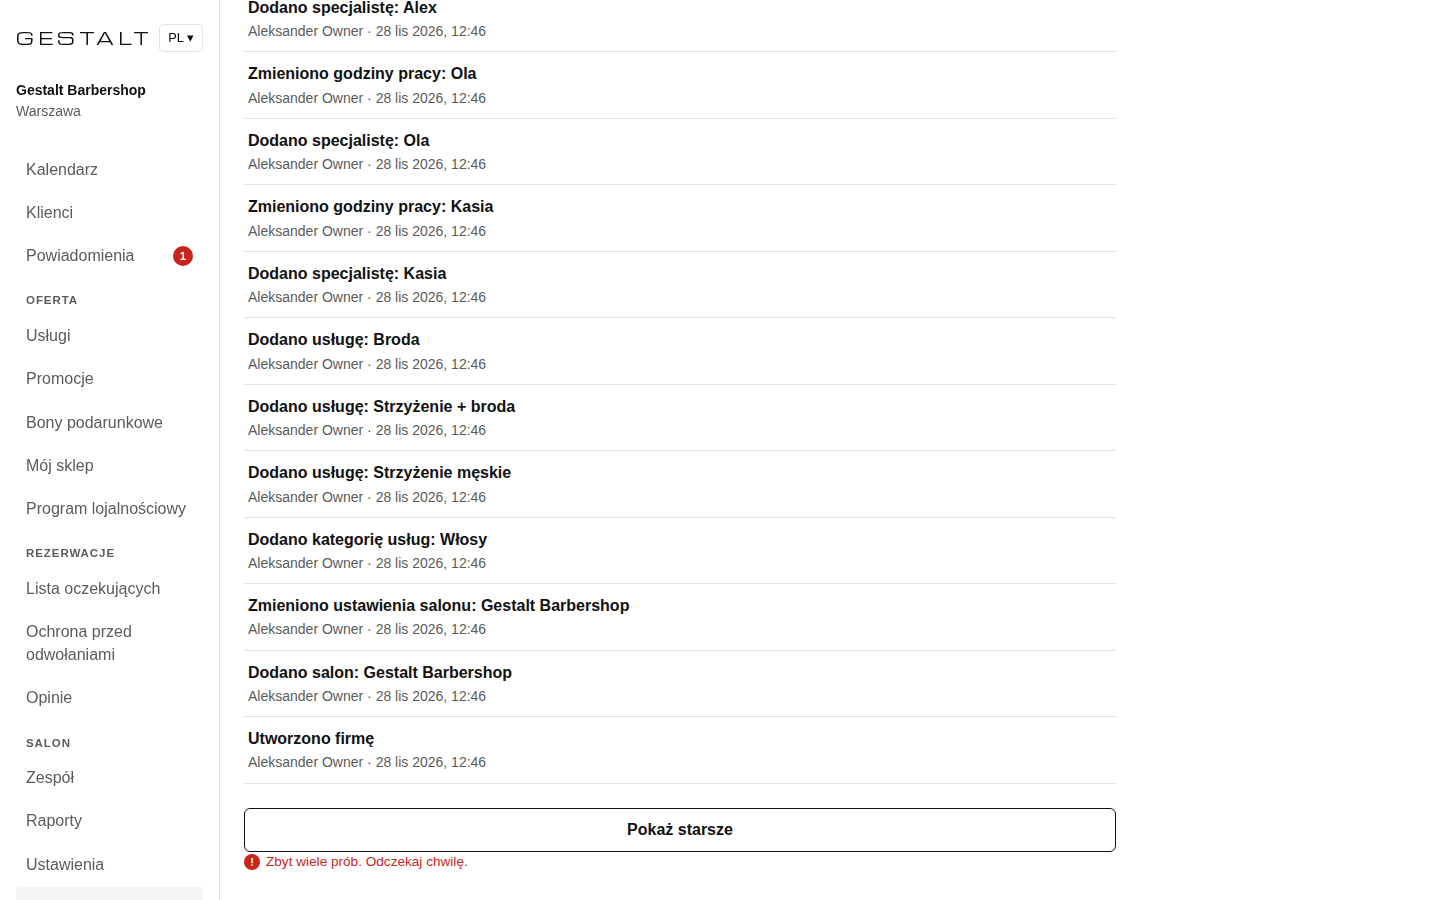 GESTALT
PL ▾
Gestalt Barbershop
Warszawa
Kalendarz
Klienci
Powiadomienia
1
OFERTA
Usługi
Promocje
Bony podarunkowe
Mój sklep
Program lojalnościowy
REZERWACJE
Lista oczekujących
Ochrona przed
odwołaniami
Opinie
SALON
Zespół
Raporty
Ustawienia
Dodano specjalistę: Alex
Aleksander Owner · 28 lis 2026, 12:46
Zmieniono godziny pracy: Ola
Aleksander Owner · 28 lis 2026, 12:46
Dodano specjalistę: Ola
Aleksander Owner · 28 lis 2026, 12:46
Zmieniono godziny pracy: Kasia
Aleksander Owner · 28 lis 2026, 12:46
Dodano specjalistę: Kasia
Aleksander Owner · 28 lis 2026, 12:46
Dodano usługę: Broda
Aleksander Owner · 28 lis 2026, 12:46
Dodano usługę: Strzyżenie + broda
Aleksander Owner · 28 lis 2026, 12:46
Dodano usługę: Strzyżenie męskie
Aleksander Owner · 28 lis 2026, 12:46
Dodano kategorię usług: Włosy
Aleksander Owner · 28 lis 2026, 12:46
Zmieniono ustawienia salonu: Gestalt Barbershop
Aleksander Owner · 28 lis 2026, 12:46
Dodano salon: Gestalt Barbershop
Aleksander Owner · 28 lis 2026, 12:46
Utworzono firmę
Aleksander Owner · 28 lis 2026, 12:46
Pokaż starsze
! Zbyt wiele prób. Odczekaj chwilę.